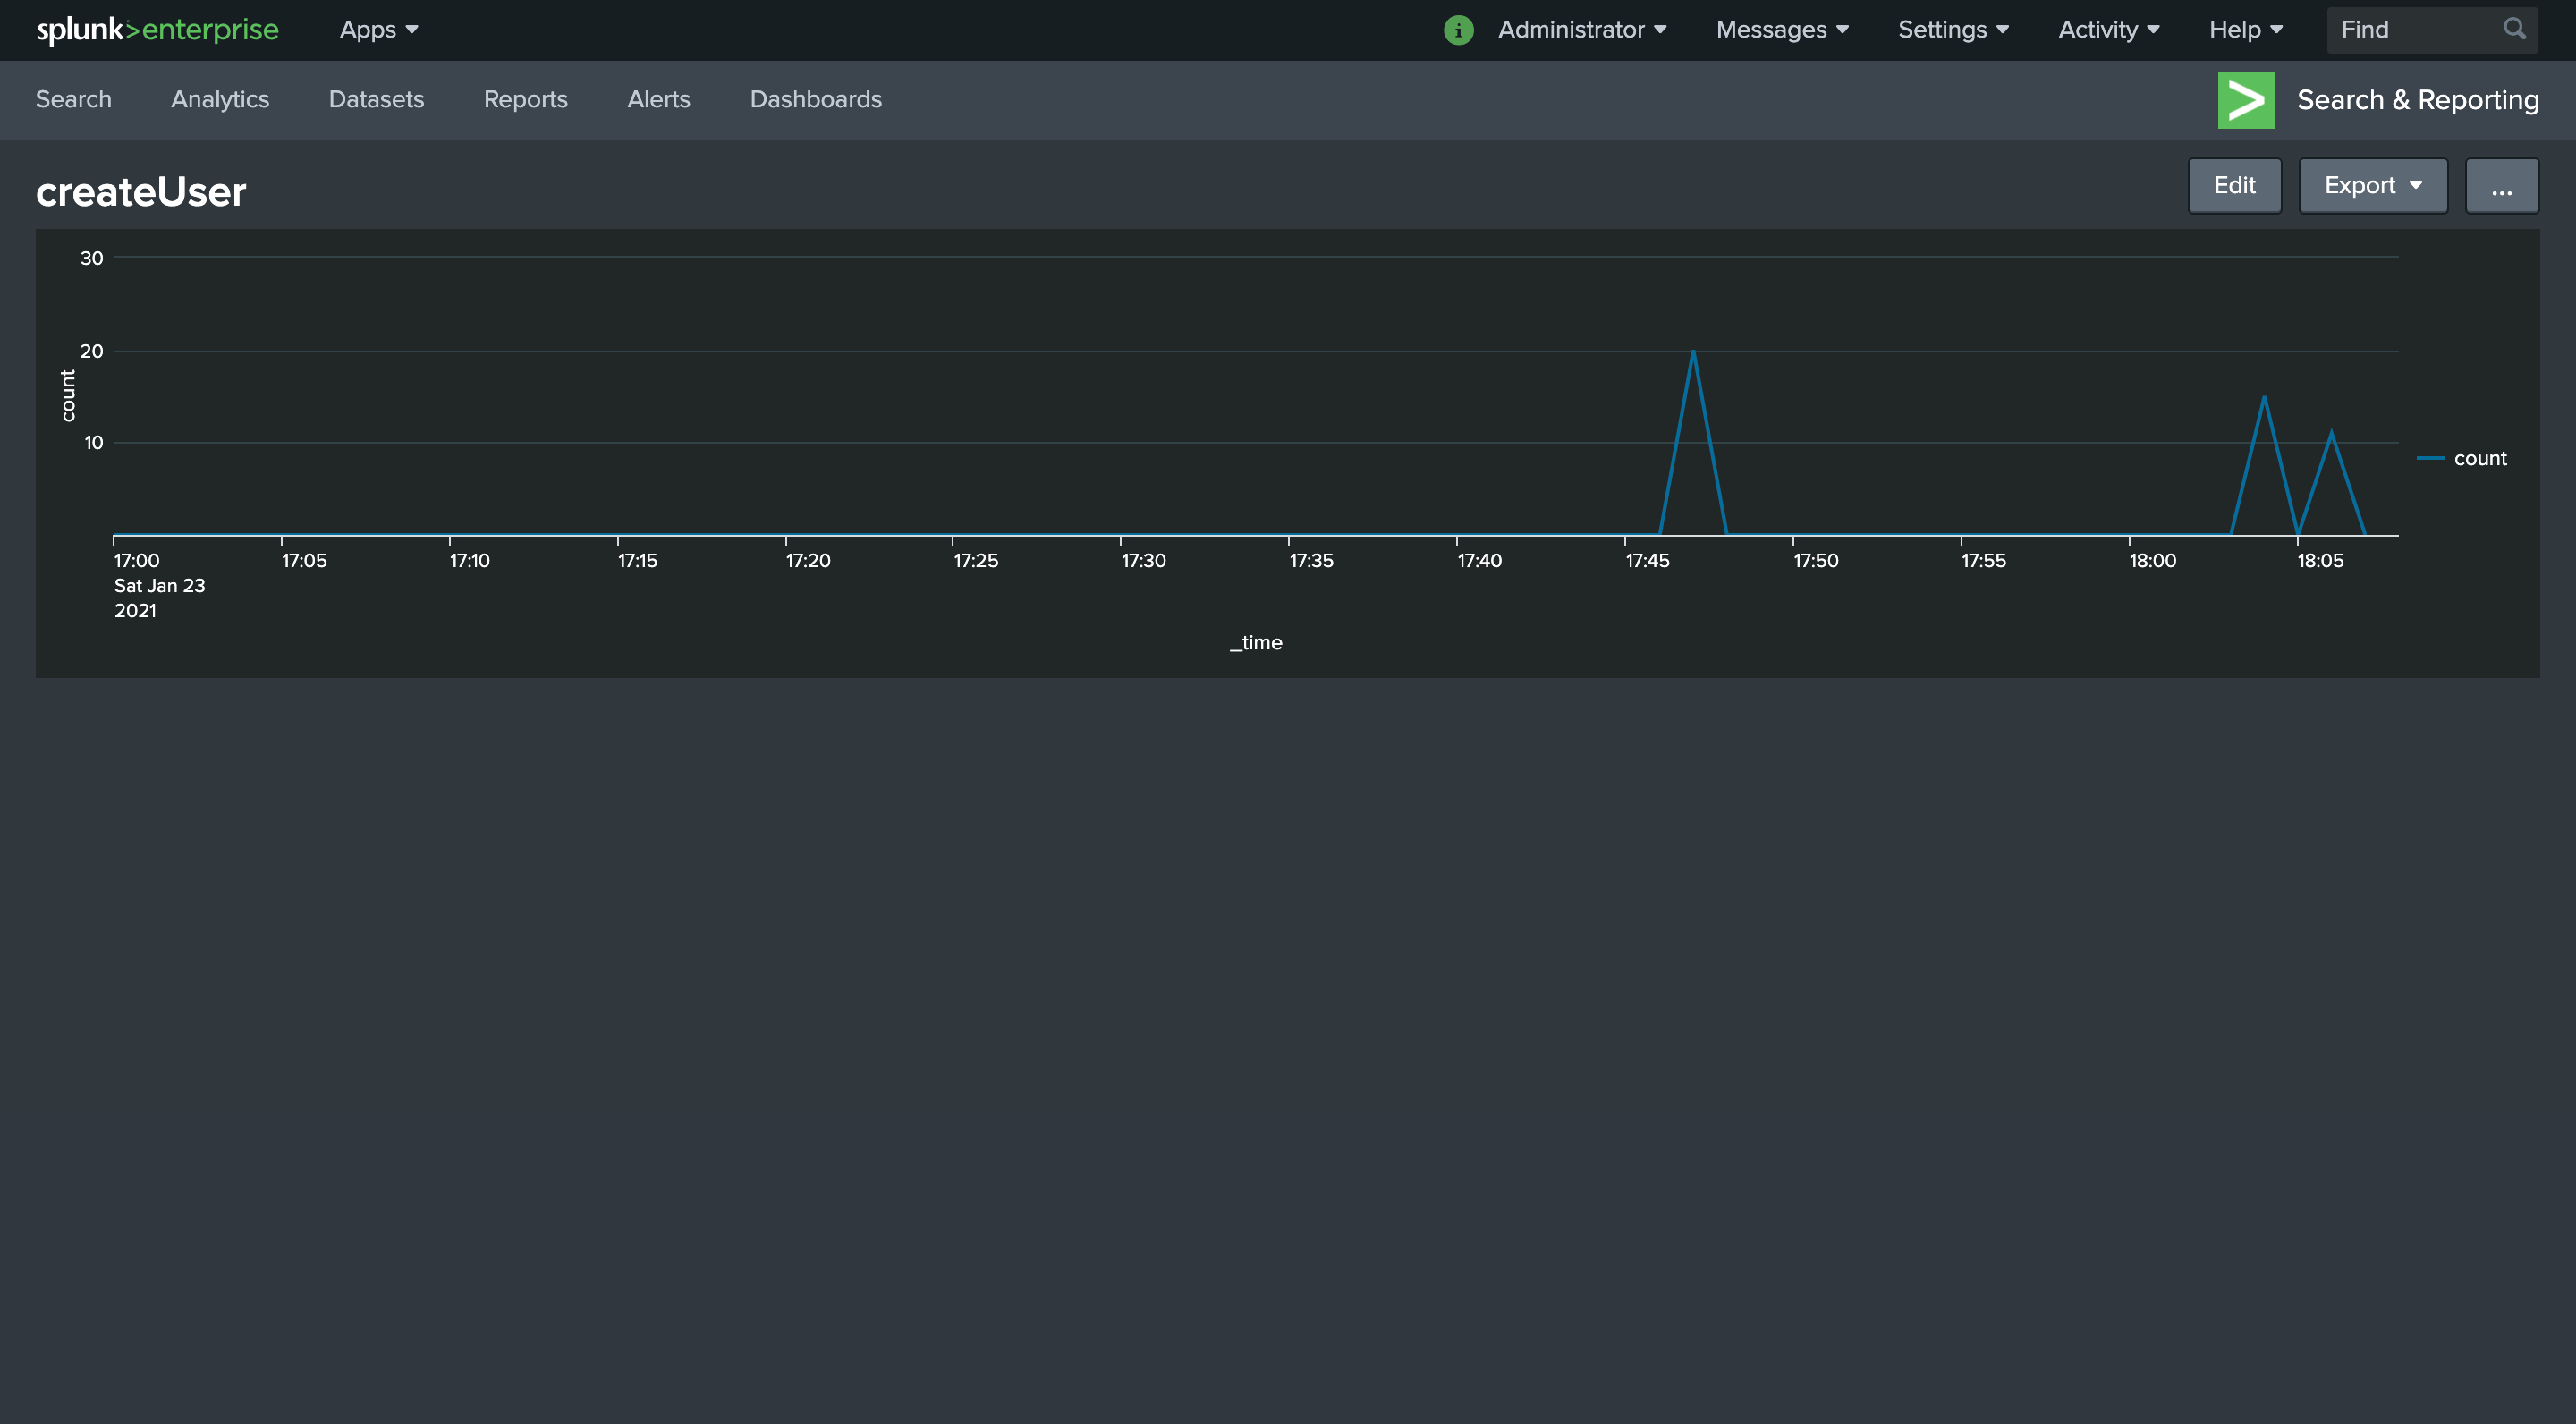 splunk>enterprise Apps i Administrator Messages Settings Activity Help Find
Search Analytics Datasets Reports Alerts Dashboards > Search & Reporting
createUser Edit Export ...
30
20
10
count
count
17:00 17:05 17:10 17:15 17:20 17:25 17:30 17:35 17:40 17:45 17:50 17:55 18:00 18:05
Sat Jan 23
2021
_time